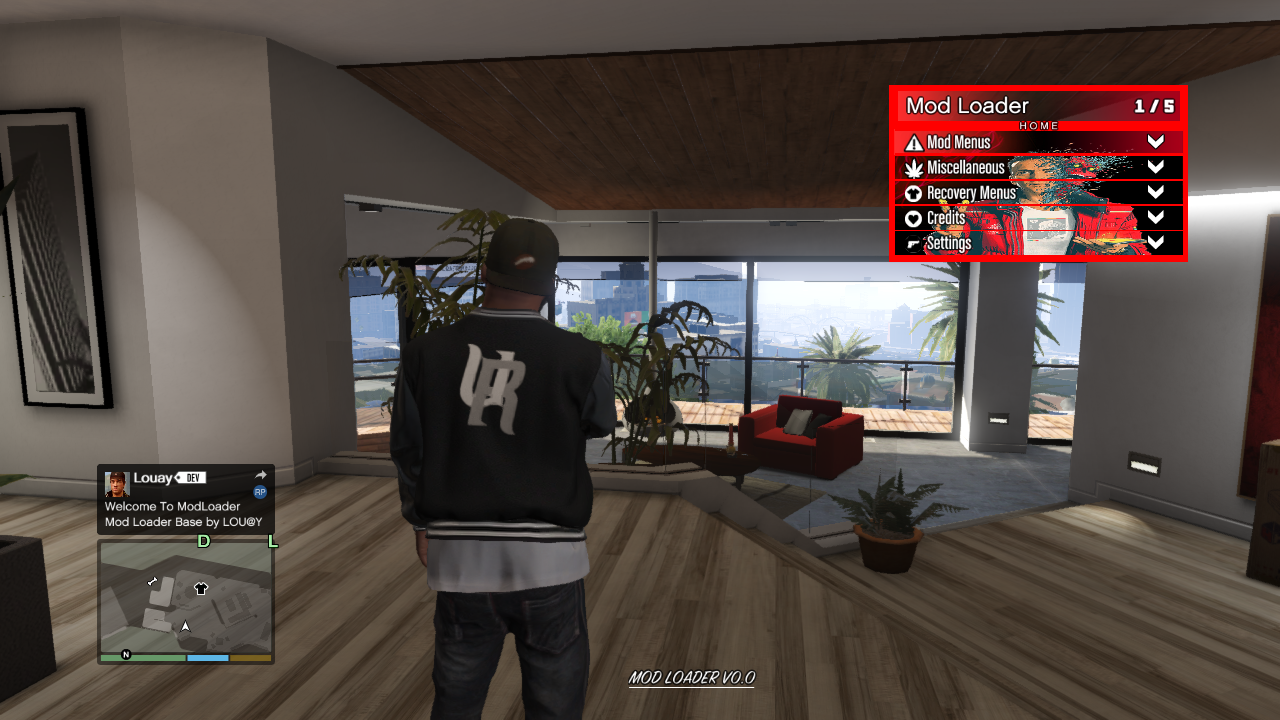 Mod Loader 1 / 5
HOME
Mod Menus
Miscellaneous
Recovery Menus
Credits
Settings
Louay DEV
RP
Welcome To ModLoader
Mod Loader Base by LOU@Y
D L
N
MOD LOADER V0.0